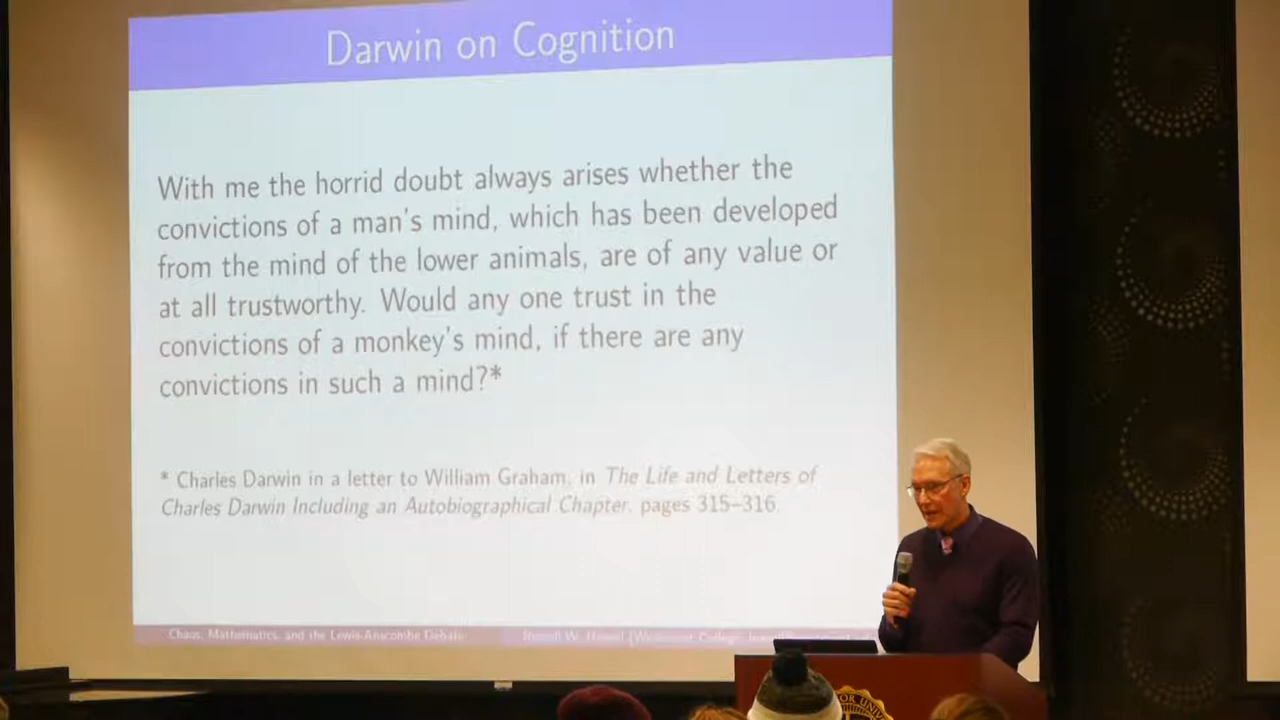 Darwin on Cognition
With me the horrid doubt always arises whether the
convictions of a man's mind, which has been developed
from the mind of the lower animals, are of any value or
at all trustworthy. Would any one trust in the
convictions of a monkey's mind, if there are any
convictions in such a mind?*
* Charles Darwin in a letter to William Graham, in The Life and Letters of
Charles Darwin Including an Autobiographical Chapter, pages 315–316.
Chaos, Mathematics, and the Lewis-Anscombe Debate
Russell W. Howell (Westmont College,